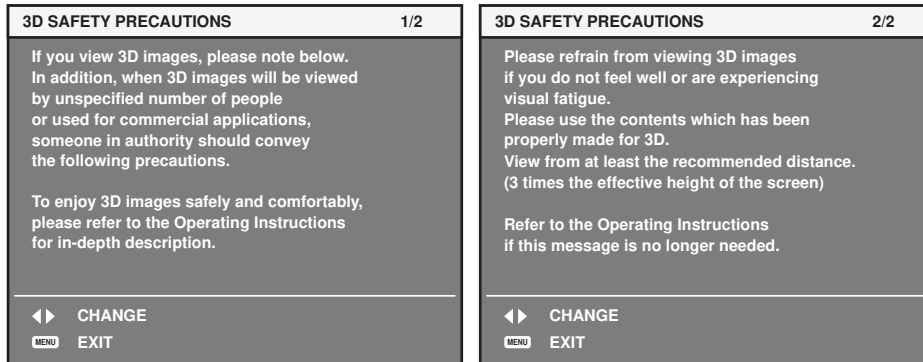 3D SAFETY PRECAUTIONS 1/2
If you view 3D images, please note below.
In addition, when 3D images will be viewed
by unspecified number of people
or used for commercial applications,
someone in authority should convey
the following precautions.
To enjoy 3D images safely and comfortably,
please refer to the Operating Instructions
for in-depth description.
CHANGE
MENU EXIT
3D SAFETY PRECAUTIONS 2/2
Please refrain from viewing 3D images
if you do not feel well or are experiencing
visual fatigue.
Please use the contents which has been
properly made for 3D.
View from at least the recommended distance.
(3 times the effective height of the screen)
Refer to the Operating Instructions
if this message is no longer needed.
CHANGE
MENU EXIT